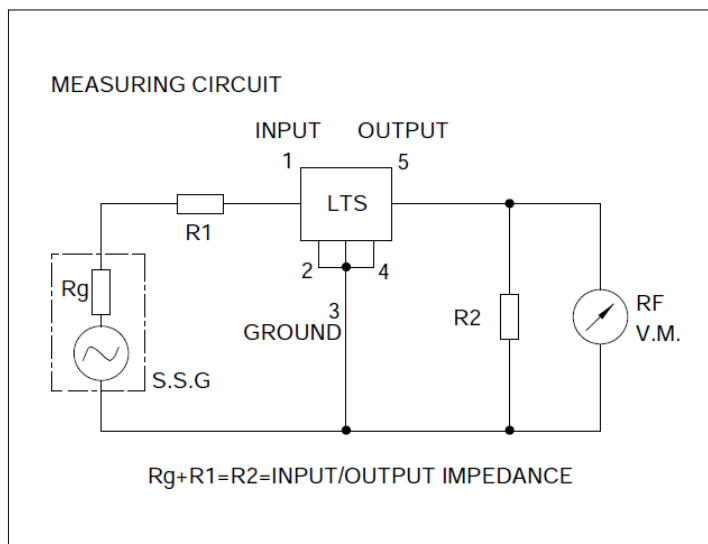 MEASURING CIRCUIT
INPUT
OUTPUT
1
5
LTS
R1
2
4
Rg
3
GROUND
R2
RF
V.M.
S.S.G
Rg+R1=R2=INPUT/OUTPUT IMPEDANCE